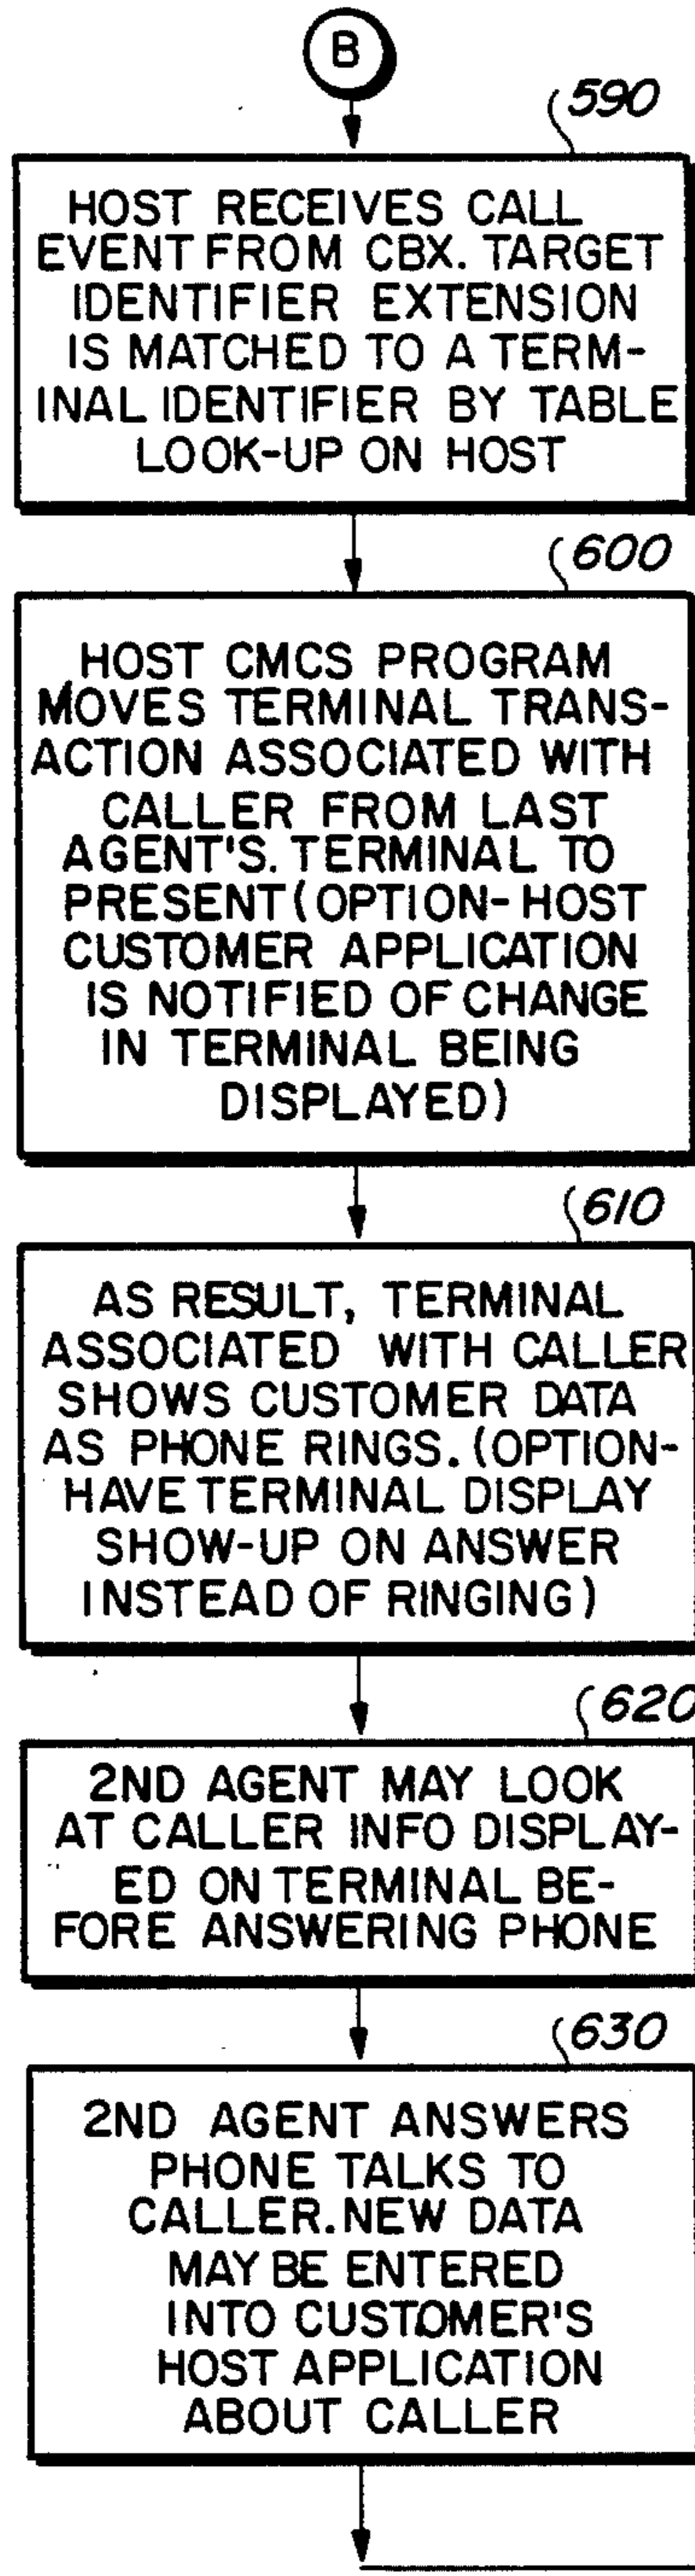 B
590
HOST RECEIVES CALL
EVENT FROM CBX. TARGET
IDENTIFIER EXTENSION
IS MATCHED TO A TERM-
INAL IDENTIFIER BY TABLE
LOOK-UP ON HOST
600
HOST CMCS PROGRAM
MOVES TERMINAL TRANS-
ACTION ASSOCIATED WITH
CALLER FROM LAST
AGENT'S. TERMINAL TO
PRESENT (OPTION-HOST
CUSTOMER APPLICATION
IS NOTIFIED OF CHANGE
IN TERMINAL BEING
DISPLAYED)
610
AS RESULT, TERMINAL
ASSOCIATED WITH CALLER
SHOWS CUSTOMER DATA
AS PHONE RINGS. (OPTION-
HAVE TERMINAL DISPLAY
SHOW-UP ON ANSWER
INSTEAD OF RINGING)
620
2ND AGENT MAY LOOK
AT CALLER INFO DISPLAY-
ED ON TERMINAL BE-
FORE ANSWERING PHONE
630
2ND AGENT ANSWERS
PHONE TALKS TO
CALLER. NEW DATA
MAY BE ENTERED
INTO CUSTOMER'S
HOST APPLICATION
ABOUT CALLER